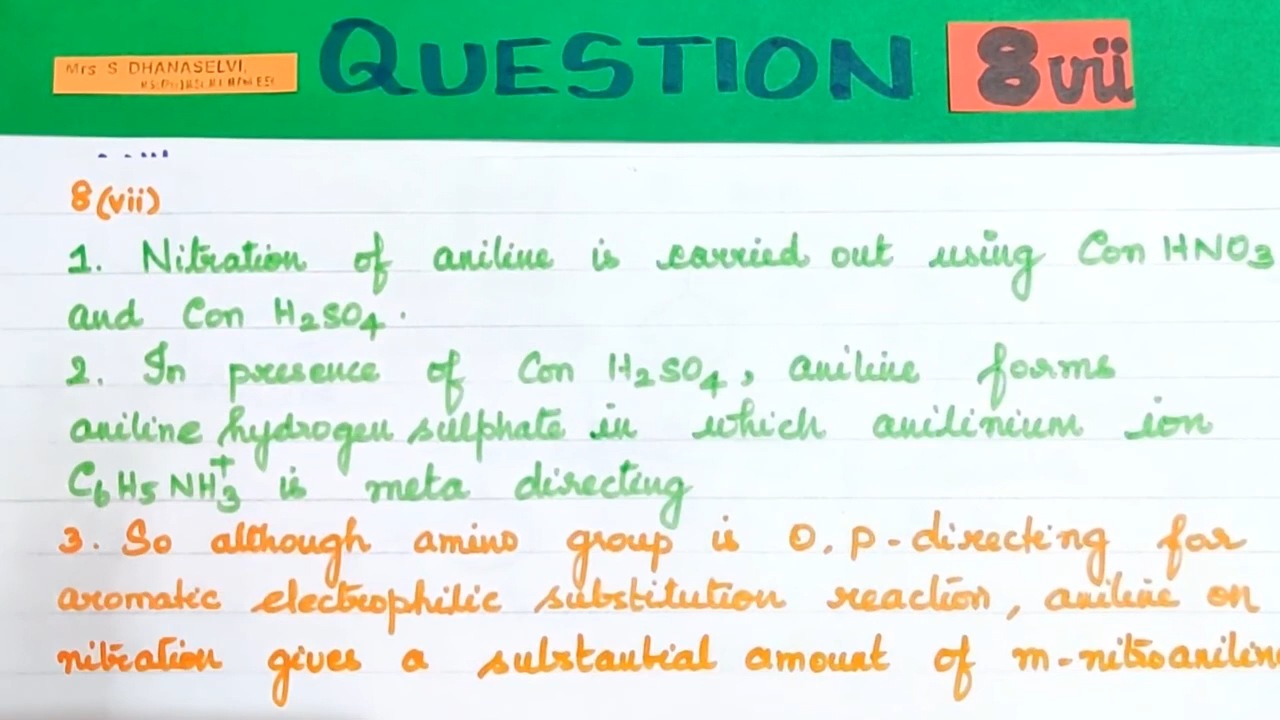 QUESTION 8vii
Mrs S DHANASELVI,
8(vii)
1. Nitration of aniline is carried out using Con HNO3
and Con H2SO4.
2. In presence of Con H2SO4, aniline forms
aniline hydrogen sulphate in which anilinium ion
C6H5NH3+ is meta directing
3. So although amino group is O, P-directing for
aromatic electrophilic substitution reaction, aniline on
nitration gives a substantial amount of m-nitroanilin